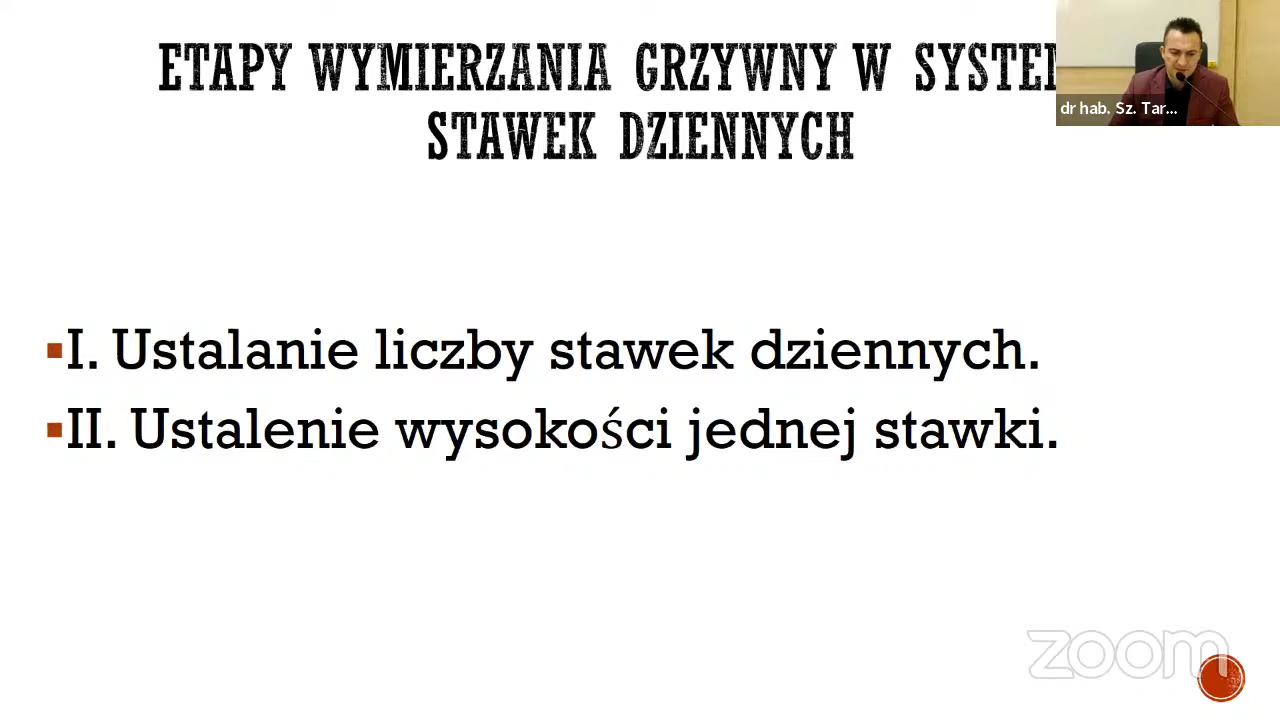 ETAPY WYMIERZANIA GRZYWNY W
STAWEK DZIENNYCH
dr hab. Sz. Tar...
▪I. Ustalanie liczby stawek dziennych.
▪II. Ustalenie wysokości jednej stawki.
zoom